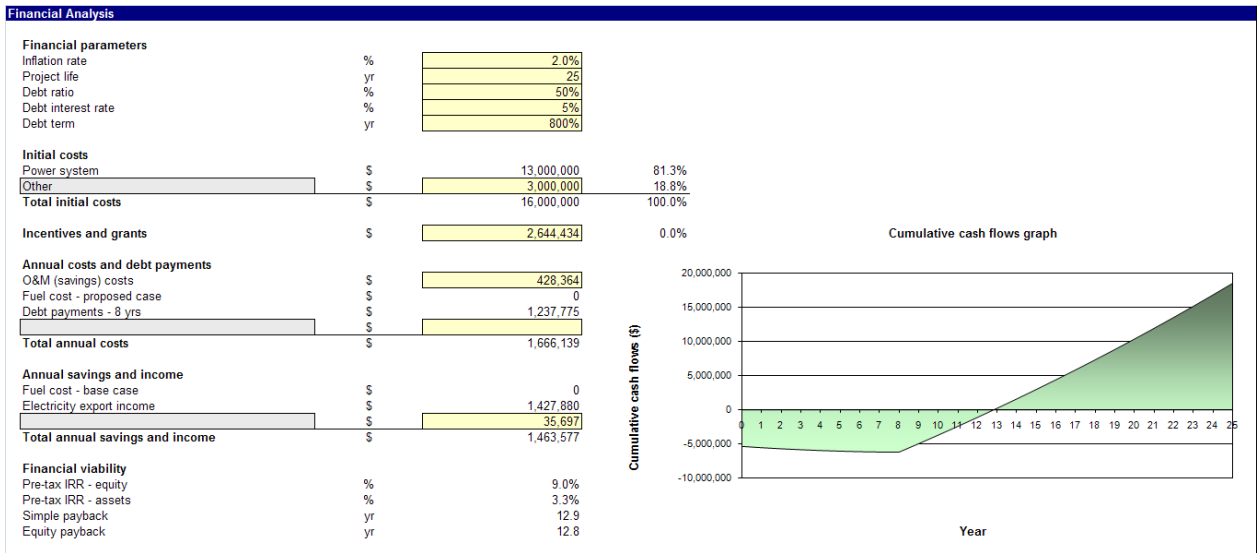 Financial Analysis
Financial parameters
Inflation rate % 2.0%
Project life yr 25
Debt ratio % 50%
Debt interest rate % 5%
Debt term yr 800%
Initial costs
Power system $ 13,000,000 81.3%
Other $ 3,000,000 18.8%
Total initial costs $ 16,000,000 100.0%
Incentives and grants $ 2,644,434 0.0%
Annual costs and debt payments
O&M (savings) costs $ 428,364
Fuel cost - proposed case $ 0
Debt payments - 8 yrs $ 1,237,775
$
Total annual costs $ 1,666,139
Annual savings and income
Fuel cost - base case $ 0
Electricity export income $ 1,427,880
$ 35,697
Total annual savings and income $ 1,463,577
Financial viability
Pre-tax IRR - equity % 9.0%
Pre-tax IRR - assets % 3.3%
Simple payback yr 12.9
Equity payback yr 12.8
Cumulative cash flows graph
Cumulative cash flows ($)
20,000,000
15,000,000
10,000,000
5,000,000
0
-5,000,000
-10,000,000
0 1 2 3 4 5 6 7 8 9 10 11 12 13 14 15 16 17 18 19 20 21 22 23 24 25
Year